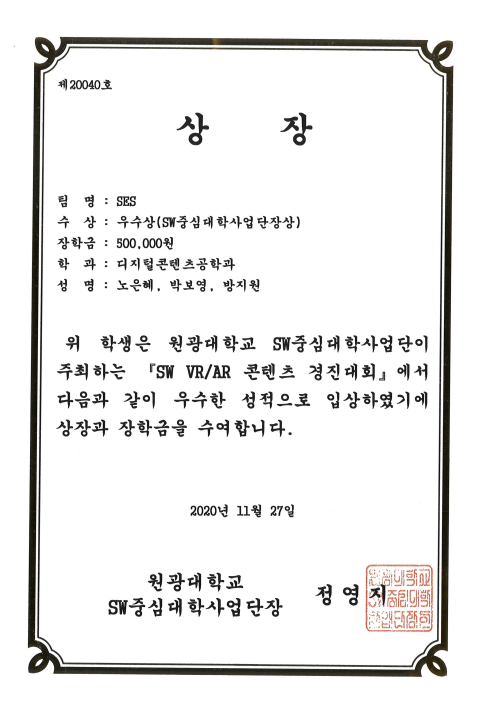 제20040호
상 장
팀 명 : SES
수 상 : 우수상(SW중심대학사업단장상)
장학금 : 500,000원
학 과 : 디지털콘텐츠공학과
성 명 : 노은혜, 박보영, 방지원
위 학생은 원광대학교 SW중심대학사업단이
주최하는 『SW VR/AR 콘텐츠 경진대회』에서
다음과 같이 우수한 성적으로 입상하였기에
상장과 장학금을 수여합니다.
2020년 11월 27일
원광대학교
SW중심대학사업단장 정영지